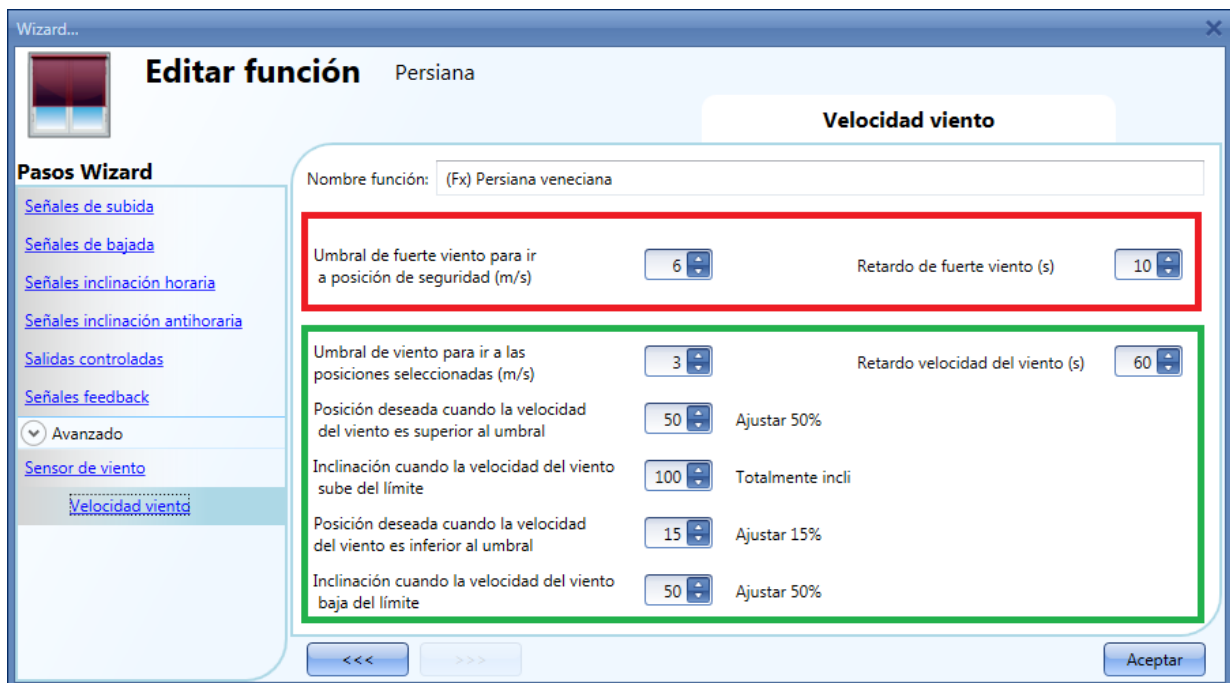 Wizard...
Editar función Persiana
Velocidad viento
Pasos Wizard
Señales de subida
Señales de bajada
Señales inclinación horaria
Señales inclinación antihoraria
Salidas controladas
Señales feedback
Avanzado
Sensor de viento
Velocidad viento
Nombre función: (Fx) Persiana veneciana
Umbral de fuerte viento para ir
a posición de seguridad (m/s) 6 Retardo de fuerte viento (s) 10
Umbral de viento para ir a las
posiciones seleccionadas (m/s) 3 Retardo velocidad del viento (s) 60
Posición deseada cuando la velocidad
del viento es superior al umbral 50 Ajustar 50%
Inclinación cuando la velocidad del viento
sube del límite 100 Totalmente incli
Posición deseada cuando la velocidad
del viento es inferior al umbral 15 Ajustar 15%
Inclinación cuando la velocidad del viento
baja del límite 50 Ajustar 50%
<<< >>> Aceptar